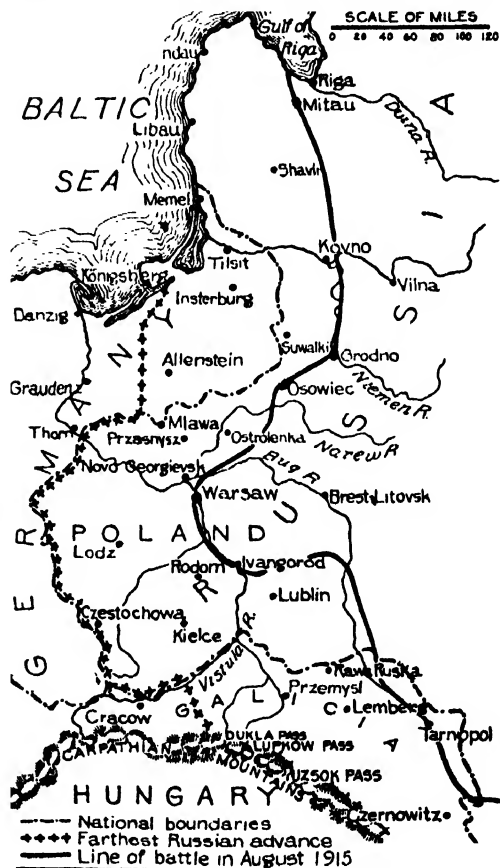 SCALE OF MILES
0 20 40 60 80 100 120
Gulf of
Riga
ndau
Riga
Mitau
BALTIC
Duina R.
Libau
Shavli
SEA
Memel
Tilsit
Kovno
Königsberg
Insterburg
Vilna
Danzig
Suwalki
Grodno
Allenstein
Graudenz
Osowiec
Niemen R.
Thorn
Mlawa
Przasnysz
Ostrolenka
Narew R
Novo Georgievsk
Bug R
Warsaw
Brest Litovsk
POLAND
Lodz
Rodom
Ivangorod
Lublin
Czestochowa
Kielce
Vistula R.
Rawa Ruska
Przemysl
Lemberg
Cracow
Tarnopol
GERMANY
RUSSIA
GALICIA
DUKLA PASS
LUPKOW PASS
CARPATHIAN
MOUNTAINS
UZSOK PASS
HUNGARY
Czernowitz
National boundaries
Farthest Russian advance
Line of battle in August 1915